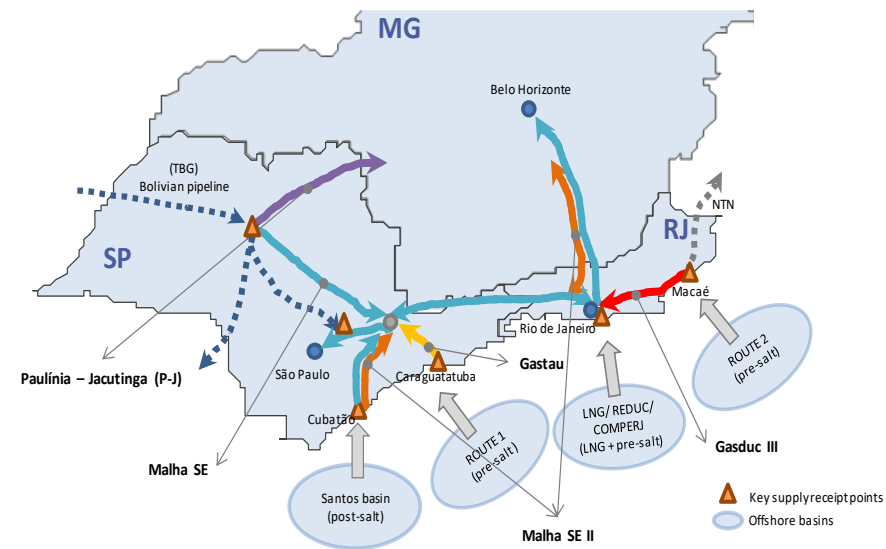 MG
Belo Horizonte
(TBG)
Bolivian pipeline
NTN
RJ
SP
Macaé
Rio de Janeiro
São Paulo
Caraguatatuba
Gastau
ROUTE 2
(pre-salt)
Paulínia – Jacutinga (P-J)
Cubatão
LNG/ REDUC/
COMPERJ
(LNG + pre-salt)
ROUTE 1
(pre-salt)
Gasduc III
Malha SE
Santos basin
(post-salt)
Key supply receipt points
Offshore basins
Malha SE II